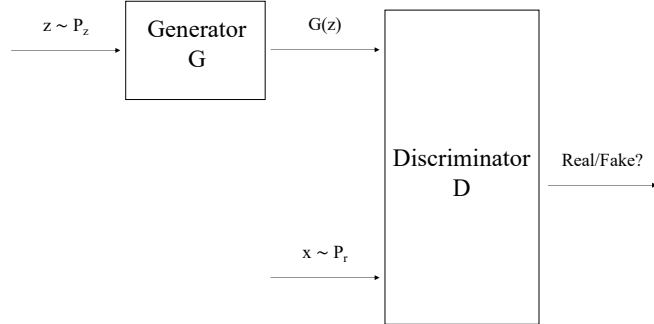 z ~ P_z
Generator
G
G(z)
Discriminator
D
Real/Fake?
x ~ P_r